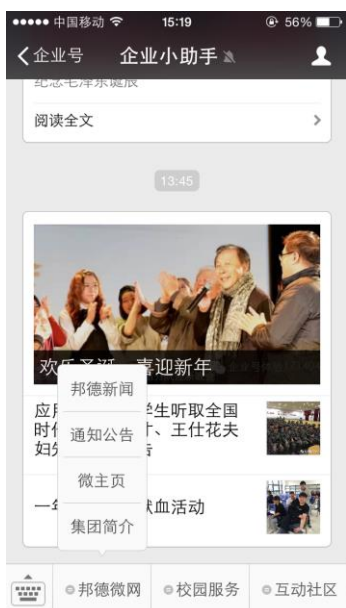 中国移动 15:19 56%
企业号 企业小助手
纪念毛泽东诞辰
阅读全文
13:45
欢乐圣诞 喜迎新年
邦德新闻
通知公告
微主页
集团简介
学生听取全国
、王仕花夫
妇
一年 献血活动
邦德微网 校园服务 互动社区